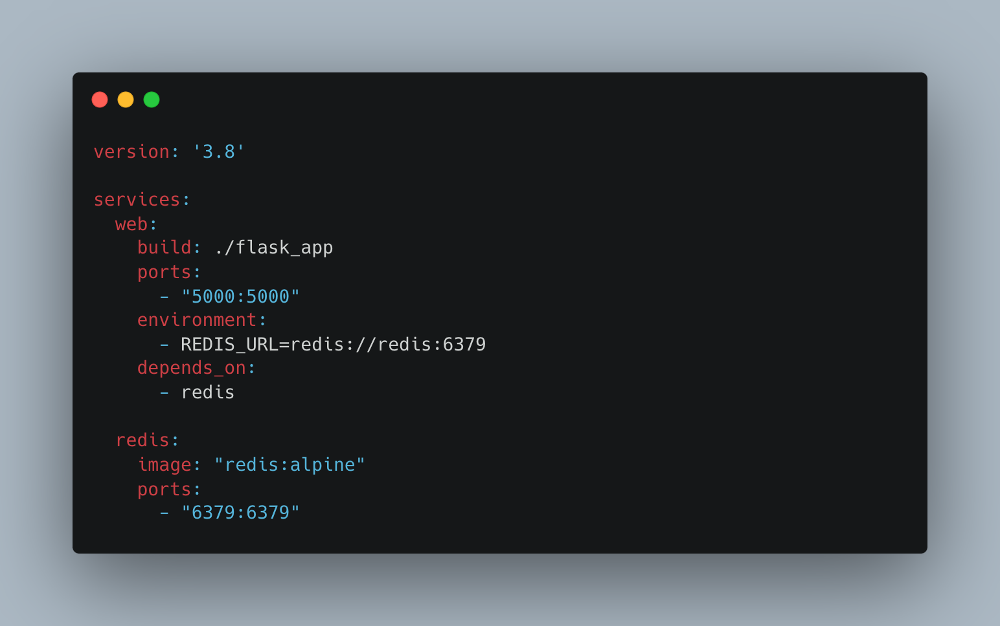 version: '3.8'

services:
  web:
    build: ./flask_app
    ports:
      - "5000:5000"
    environment:
      - REDIS_URL=redis://redis:6379
    depends_on:
      - redis

  redis:
    image: "redis:alpine"
    ports:
      - "6379:6379"